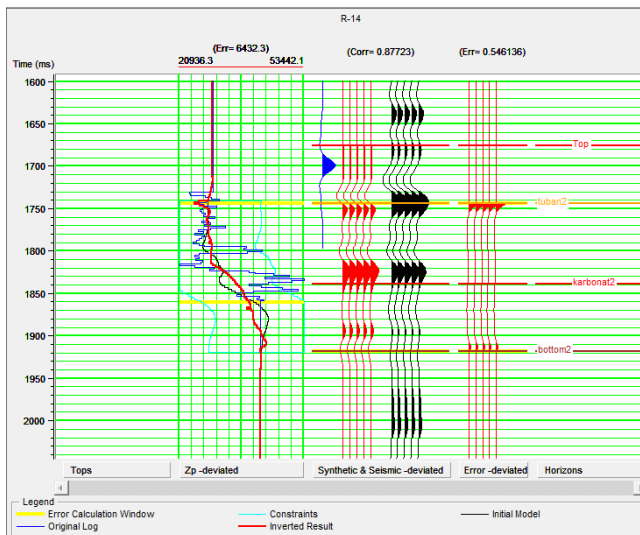 R-14
(Err= 6432.3) (Corr= 0.87723) (Err= 0.546136)
Time (ms) 20936.3 53442.1
1600
1650
Top
1700
tuban2
1750
1800
karbonat2
1850
1900
bottom2
1950
2000
Tops Zp -deviated Synthetic & Seismic -deviated Error -deviated Horizons
Legend
Error Calculation Window Constraints Initial Model
Original Log Inverted Result